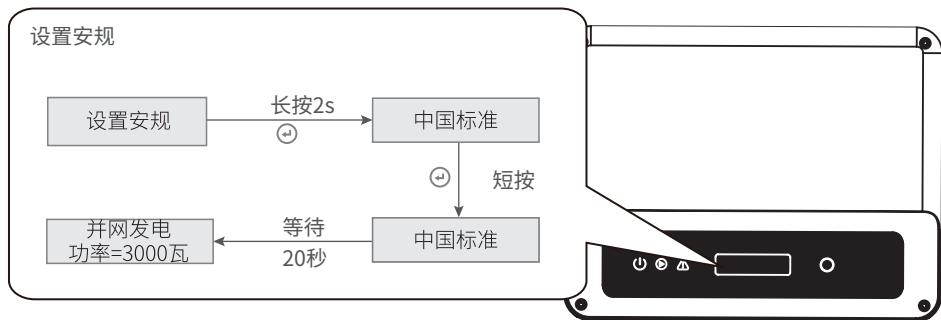 设置安规
设置安规
长按2s
中国标准
短按
并网发电
功率=3000瓦
等待
20秒
中国标准